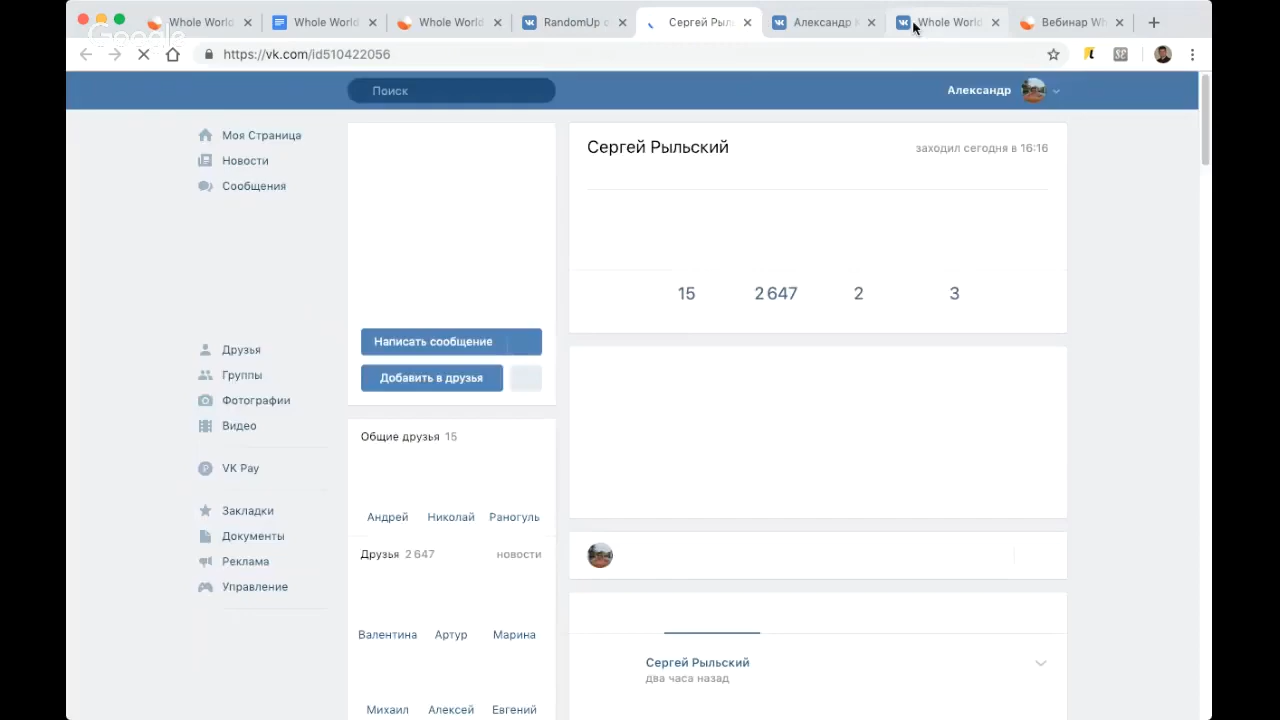 Whole World
Whole World
Whole World
RandomUp
Сергей Рыль
Александр
Whole World
Вебинар Wh
Google
https://vk.com/id510422056
Поиск
Александр
Моя Страница
Новости
Сообщения
Друзья
Группы
Фотографии
Видео
VK Pay
Закладки
Документы
Реклама
Управление
Написать сообщение
Добавить в друзья
Общие друзья 15
Андрей Николай Раногуль
Друзья 2 647 новости
Валентина Артур Марина
Михаил Алексей Евгений
Сергей Рыльский
заходил сегодня в 16:16
15 2 647 2 3
Сергей Рыльский
два часа назад